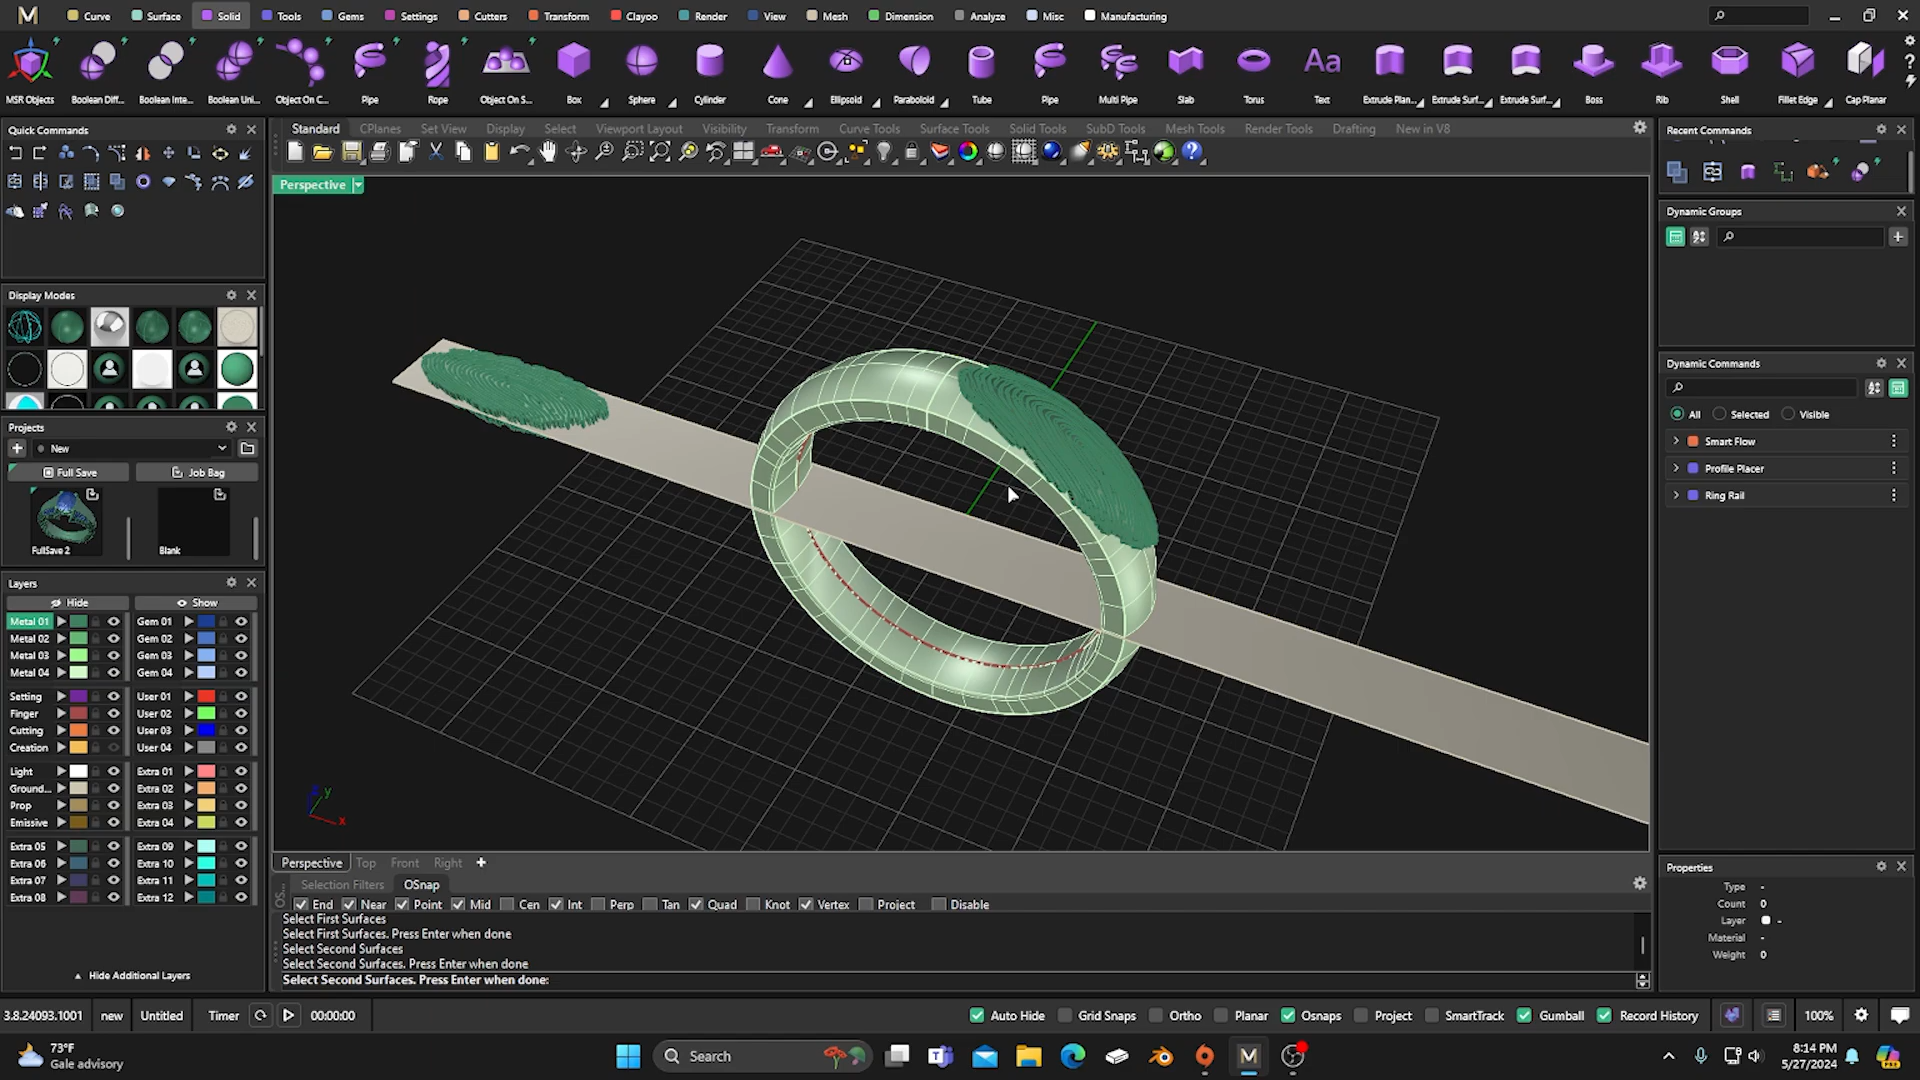 Curve Surface Solid Tools Gems Settings Cutters Transform Clayoo Render View Mesh Dimension Analyze Misc Manufacturing
MSR Objects Boolean Diff... Boolean Inte... Boolean Uni... Object On C... Pipe Rope Object On S... Box Sphere Cylinder Cone Ellipsoid Paraboloid Tube Pipe Multi Pipe Slab Torus Text Extrude Plan... Extrude Surf... Extrude Surf... Boss Rib Shell Fillet Edge Cap Planar
Aa
Quick Commands
Standard CPlanes Set View Display Select Viewport Layout Visibility Transform Curve Tools Surface Tools Solid Tools SubD Tools Mesh Tools Render Tools Drafting New in V8
Recent Commands
Perspective
Dynamic Groups
Display Modes
Dynamic Commands
All Selected Visible
Smart Flow
Profile Placer
Ring Rail
Projects
New
Full Save Job Bag
FullSave 2 Blank
Layers
Hide Show
Metal 01 Gem 01
Metal 02 Gem 02
Metal 03 Gem 03
Metal 04 Gem 04
Setting User 01
Finger User 02
Cutting User 03
Creation User 04
Light Extra 01
Ground... Extra 02
Prop Extra 03
Emissive Extra 04
Extra 05 Extra 09
Extra 06 Extra 10
Extra 07 Extra 11
Extra 08 Extra 12
Hide Additional Layers
z y
x
Perspective Top Front Right
Selection Filters OSnap
OS...
End Near Point Mid Cen Int Perp Tan Quad Knot Vertex Project Disable
Select First Surfaces
Select First Surfaces. Press Enter when done
Select Second Surfaces
Select Second Surfaces. Press Enter when done
Select Second Surfaces. Press Enter when done:
Properties
Type -
Count 0
Layer -
Material -
Weight 0
3.8.24093.1001 new Untitled Timer 00:00:00 Auto Hide Grid Snaps Ortho Planar Osnaps Project SmartTrack Gumball Record History 100%
73°F
Gale advisory
Search
8:14 PM
5/27/2024